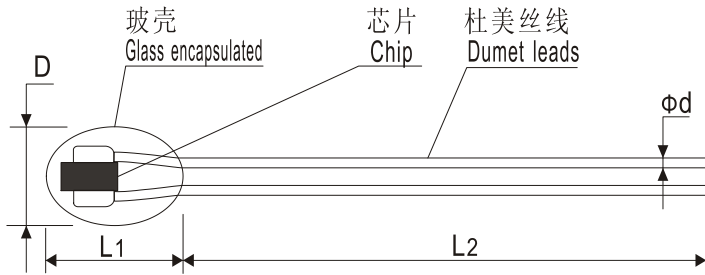 玻壳
Glass encapsulated
芯片
Chip
杜美丝线
Dumet leads
D
Φd
L1
L2